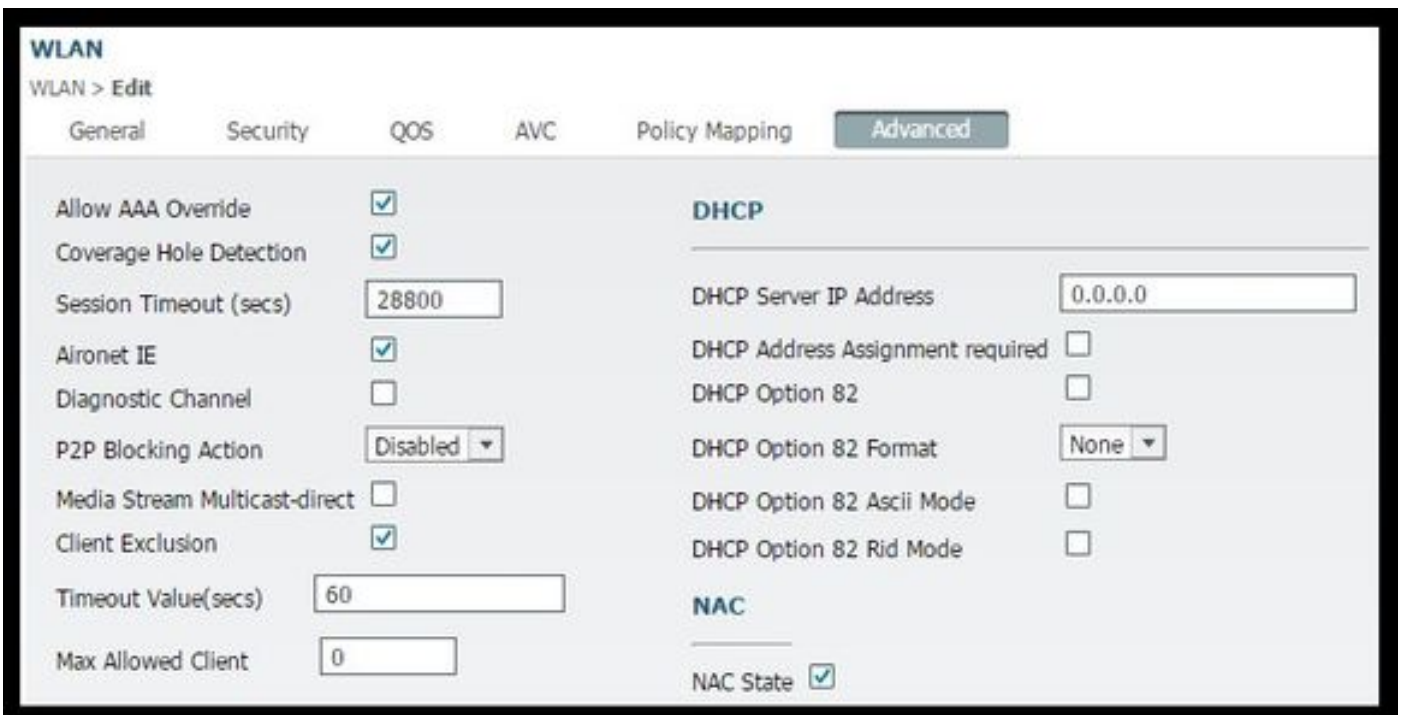 WLAN
WLAN > Edit
General Security QOS AVC Policy Mapping Advanced
Allow AAA Override
Coverage Hole Detection
Session Timeout (secs) 28800
Aironet IE
Diagnostic Channel
P2P Blocking Action Disabled
Media Stream Multicast-direct
Client Exclusion
Timeout Value(secs) 60
Max Allowed Client 0
DHCP
DHCP Server IP Address 0.0.0.0
DHCP Address Assignment required
DHCP Option 82
DHCP Option 82 Format None
DHCP Option 82 Ascii Mode
DHCP Option 82 Rid Mode
NAC
NAC State